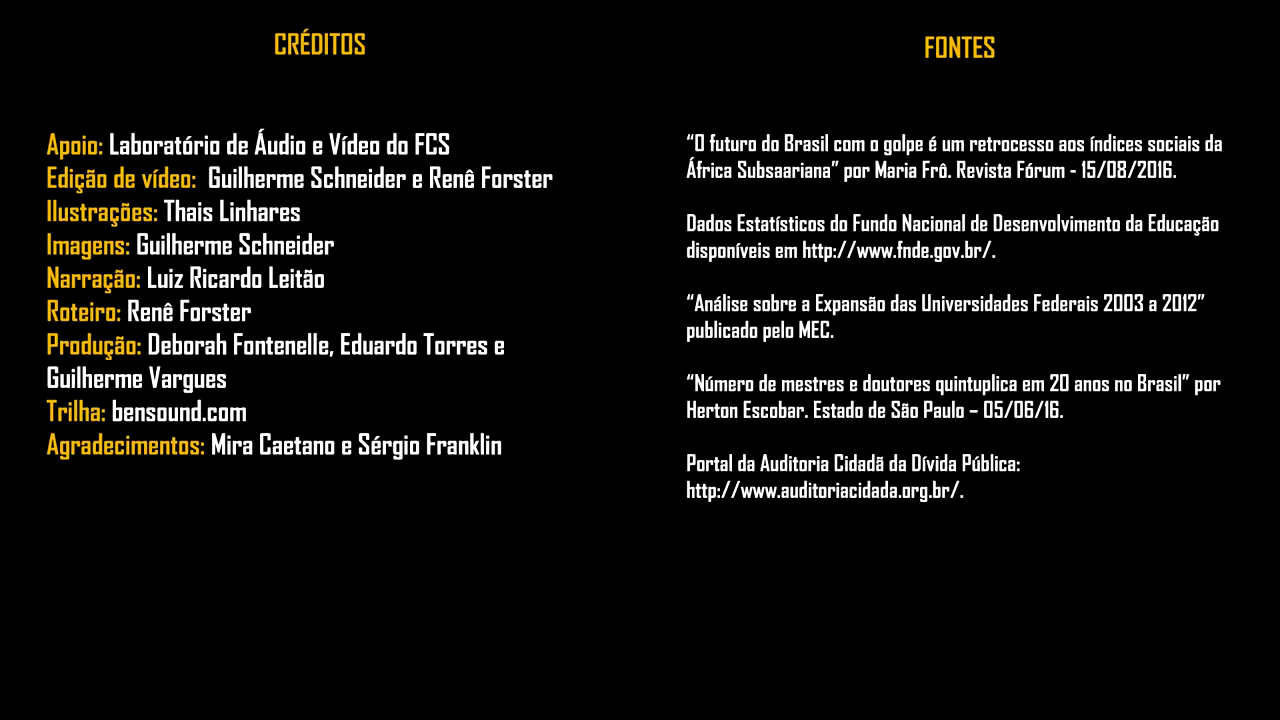 CRÉDITOS
Apoio: Laboratório de Áudio e Vídeo do FCS
Edição de vídeo: Guilherme Schneider e Renê Forster
Ilustrações: Thais Linhares
Imagens: Guilherme Schneider
Narração: Luiz Ricardo Leitão
Roteiro: Renê Forster
Produção: Deborah Fontenelle, Eduardo Torres e
Guilherme Vargues
Trilha: bensound.com
Agradecimentos: Mira Caetano e Sérgio Franklin
FONTES
“O futuro do Brasil com o golpe é um retrocesso aos índices sociais da
África Subsaariana” por Maria Frô. Revista Fórum - 15/08/2016.
Dados Estatísticos do Fundo Nacional de Desenvolvimento da Educação
disponíveis em http://www.fnde.gov.br/.
“Análise sobre a Expansão das Universidades Federais 2003 a 2012”
publicado pelo MEC.
“Número de mestres e doutores quintuplica em 20 anos no Brasil” por
Herton Escobar. Estado de São Paulo – 05/06/16.
Portal da Auditoria Cidadã da Dívida Pública:
http://www.auditoriacidada.org.br/.